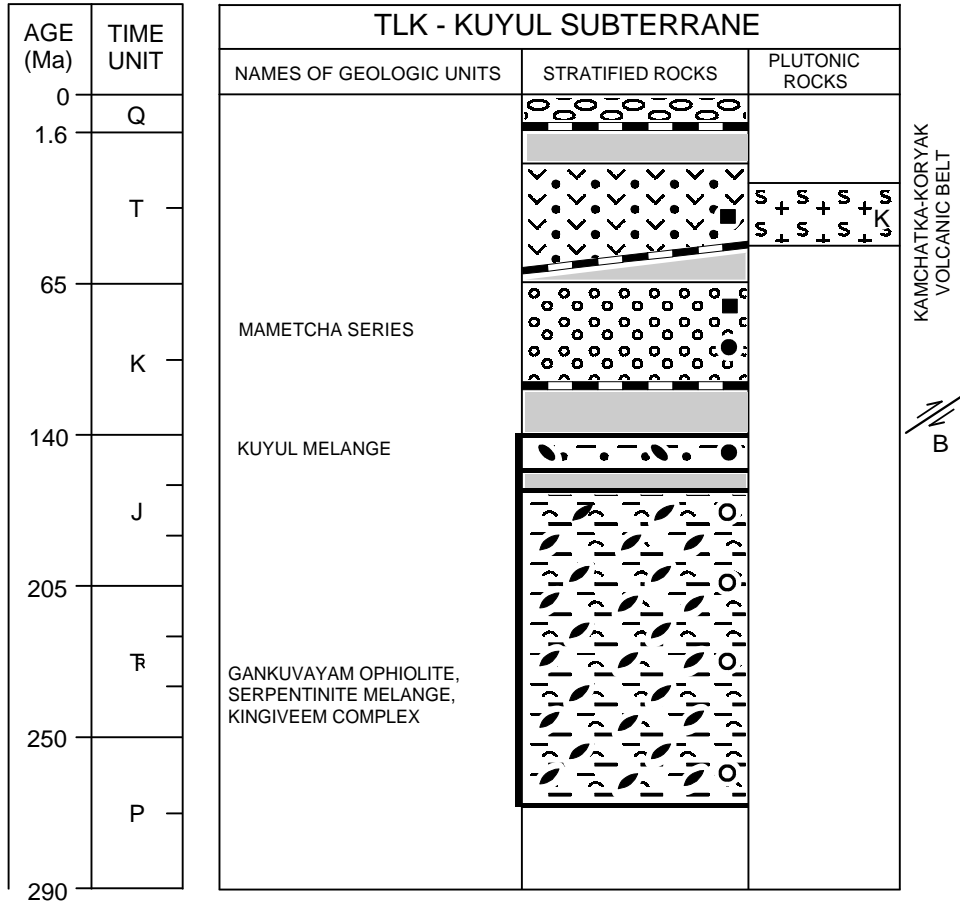 TLK - KUYUL SUBTERRANE
AGE
(Ma)
TIME
UNIT
NAMES OF GEOLOGIC UNITS
STRATIFIED ROCKS
PLUTONIC
ROCKS
0
Q
1.6
T
S S S S
S S S S K
KAMCHATKA-KORYAK
VOLCANIC BELT
65
MAMETCHA SERIES
K
140
KUYUL MELANGE
B
J
205
TR
GANKUVAYAM OPHIOLITE,
SERPENTINITE MELANGE,
KINGIVEEM COMPLEX
250
P
290